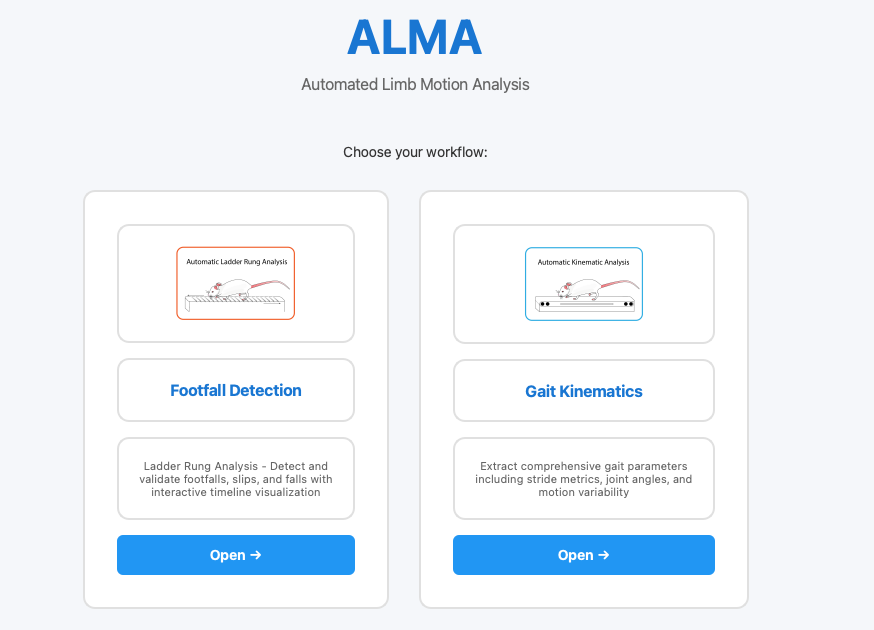 ALMA
Automated Limb Motion Analysis
Choose your workflow:
Automatic Ladder Rung Analysis
Footfall Detection
Ladder Rung Analysis - Detect and
validate footfalls, slips, and falls with
interactive timeline visualization
Open →
Automatic Kinematic Analysis
Gait Kinematics
Extract comprehensive gait parameters
including stride metrics, joint angles, and
motion variability
Open →